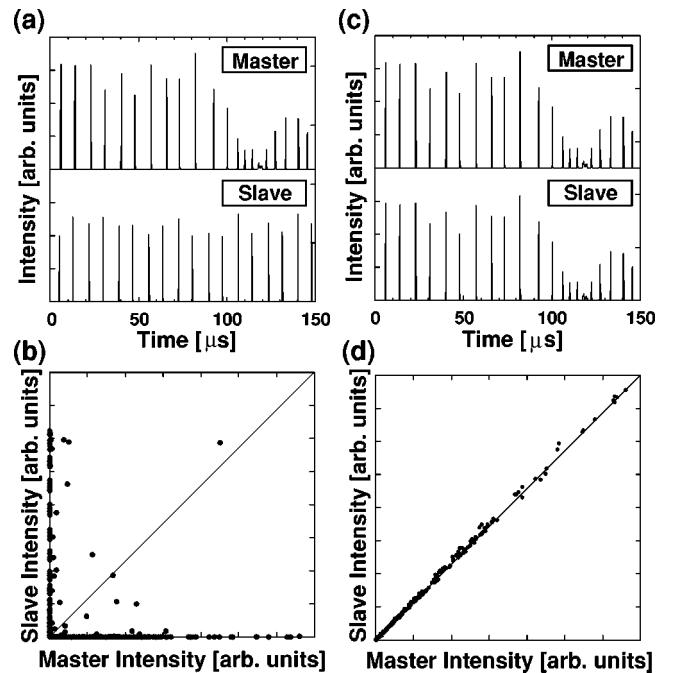 (a)
Master
Slave
Intensity [arb. units]
0 50 100 150
Time [μs]
(c)
Master
Slave
Intensity [arb. units]
0 50 100 150
Time [μs]
(b)
Slave Intensity [arb. units]
Master Intensity [arb. units]
(d)
Slave Intensity [arb. units]
Master Intensity [arb. units]